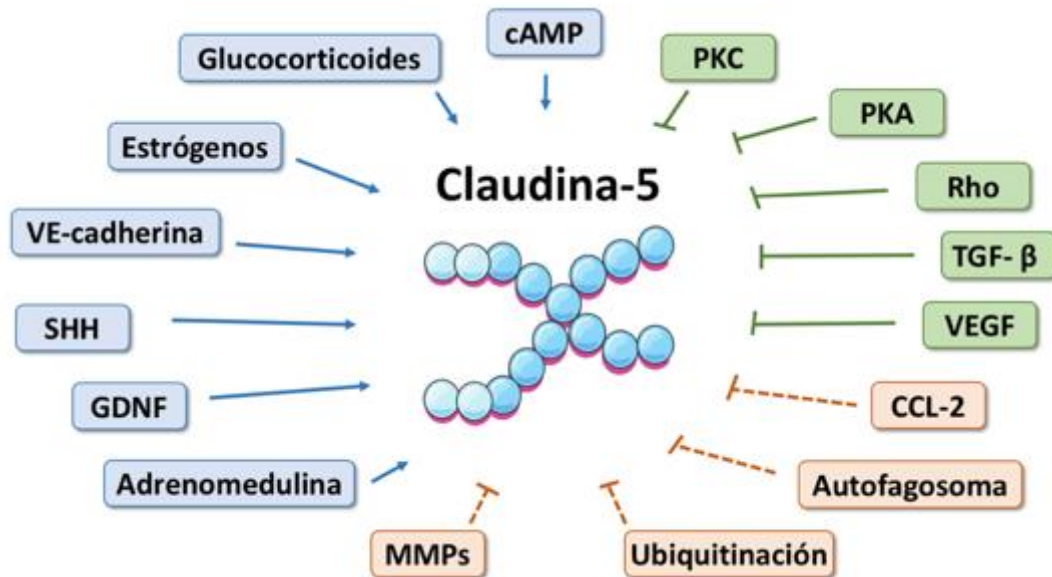 cAMP
Glucocorticoides
PKC
PKA
Estrógenos
Claudina-5
Rho
VE-cadherina
TGF- β
SHH
VEGF
GDNF
CCL-2
Adrenomedulina
Autofagosoma
MMPs
Ubiquitinación